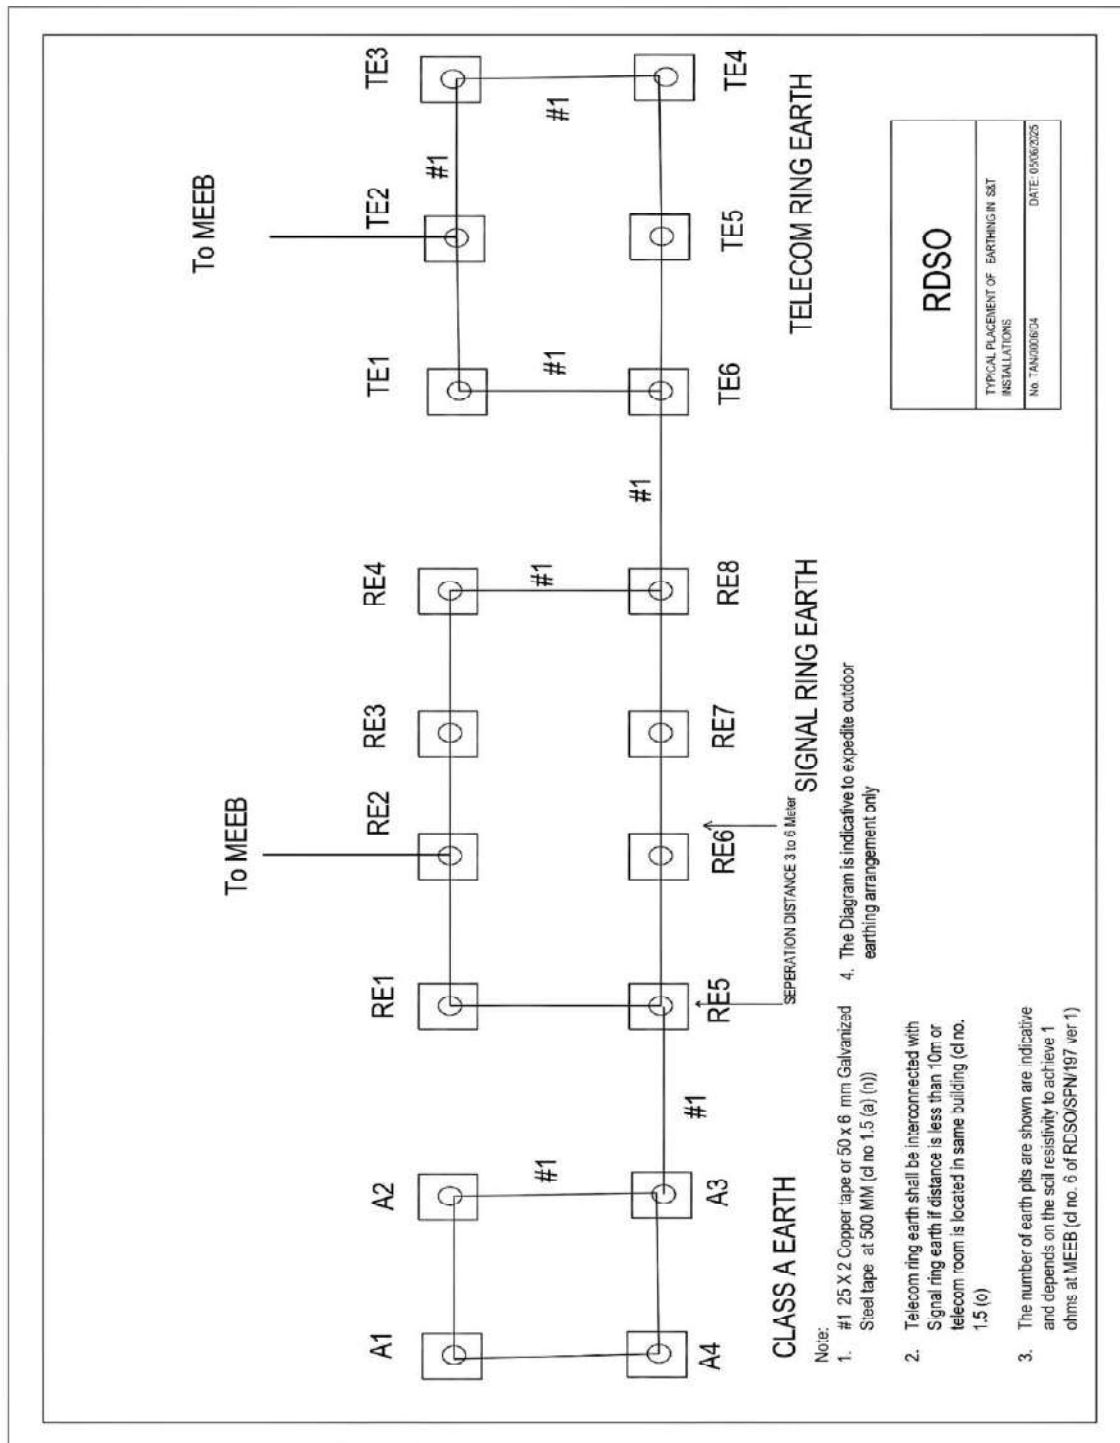 To MEEB
To MEEB
A1
A2
RE1
RE2
RE3
RE4
TE1
TE2
TE3
#1
#1
#1
#1
#1
#1
#1
A4
A3
RE5
RE6
RE7
RE8
TE6
TE5
TE4
SEPERATION DISTANCE 3 to 6 Meter
CLASS A EARTH
SIGNAL RING EARTH
TELECOM RING EARTH
Note:
1. #1 25 X 2 Copper tape or 50 x 6 mm Galvanized
Steel tape at 500 MM (cl no 1.5 (a) (n))
2. Telecom ring earth shall be interconnected with
Signal ring earth if distance is less than 10m or
telecom room is located in same building (cl no.
1.5 (o)
3. The number of earth pits are shown are indicative
and depends on the soil resistivity to achieve 1
ohms at MEEB (cl no. 6 of RDSO/SPN/197 ver 1)
4. The Diagram is indicative to expedite outdoor
earthing arrangement only
RDSO
TYPICAL PLACEMENT OF EARTHING IN S&T
INSTALLATIONS
No. TAN/0006/04 DATE: 05/06/2025